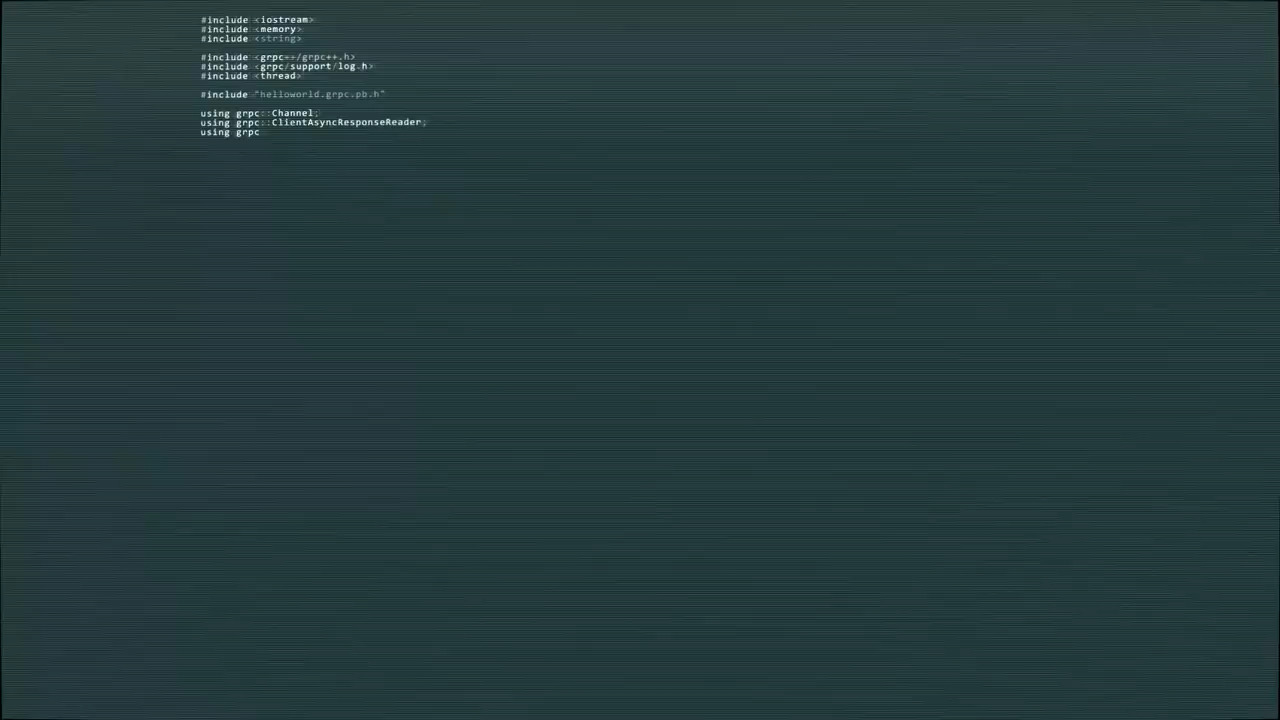 #include <iostream>
#include <memory>
#include <string>
#include <grpc++/grpc++.h>
#include <grpc/support/log.h>
#include <thread>
#include "helloworld.grpc.pb.h"
using grpc::Channel;
using grpc::ClientAsyncResponseReader;
using grpc